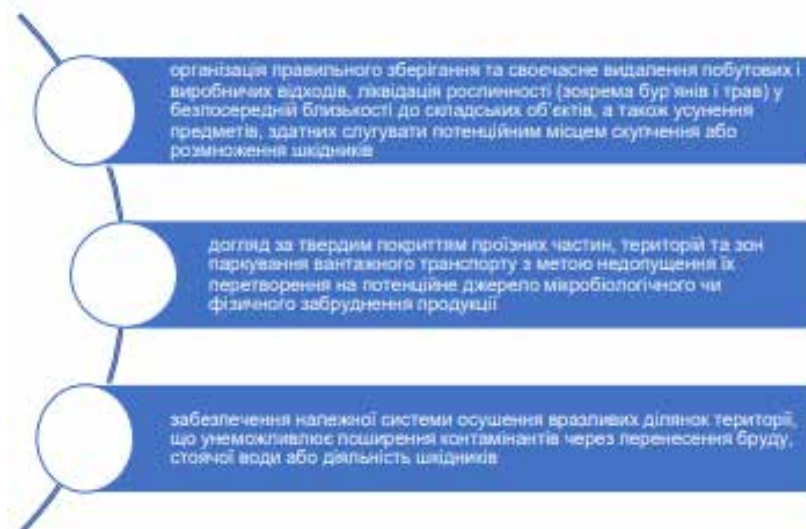 організація правильного зберігання та своєчасне видалення побутових і
виробничих відходів, ліквідація рослинності (зокрема бур'янів і трав) у
безпосередній близькості до складських об'єктів, а також усунення
предметів, здатних слугувати потенційним місцем скупчення або
розмноження шкідників
догляд за твердим покриттям проїзних частин, територій та зон
паркування вантажного транспорту з метою недопущення їх
перетворення на потенційне джерело мікробіологічного чи
фізичного забруднення продукції
забезпечення належної системи осушення вразливих ділянок території,
що унеможливлює поширення контамінантів через перенесення бруду,
стоячої води або діяльність шкідників